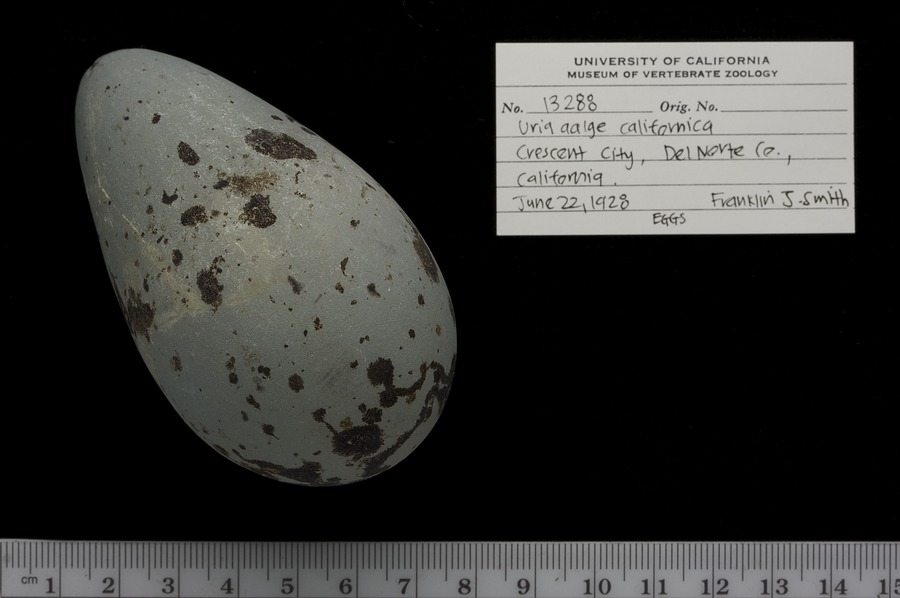 UNIVERSITY OF CALIFORNIA
MUSEUM OF VERTEBRATE ZOOLOGY
No. 13288 Orig. No.
Uria aalge californica
Crescent City, Del Norte Co.,
California.
June 22, 1928 Franklin J. Smith
EGGS
cm 1 2 3 4 5 6 7 8 9 10 11 12 13 14 15